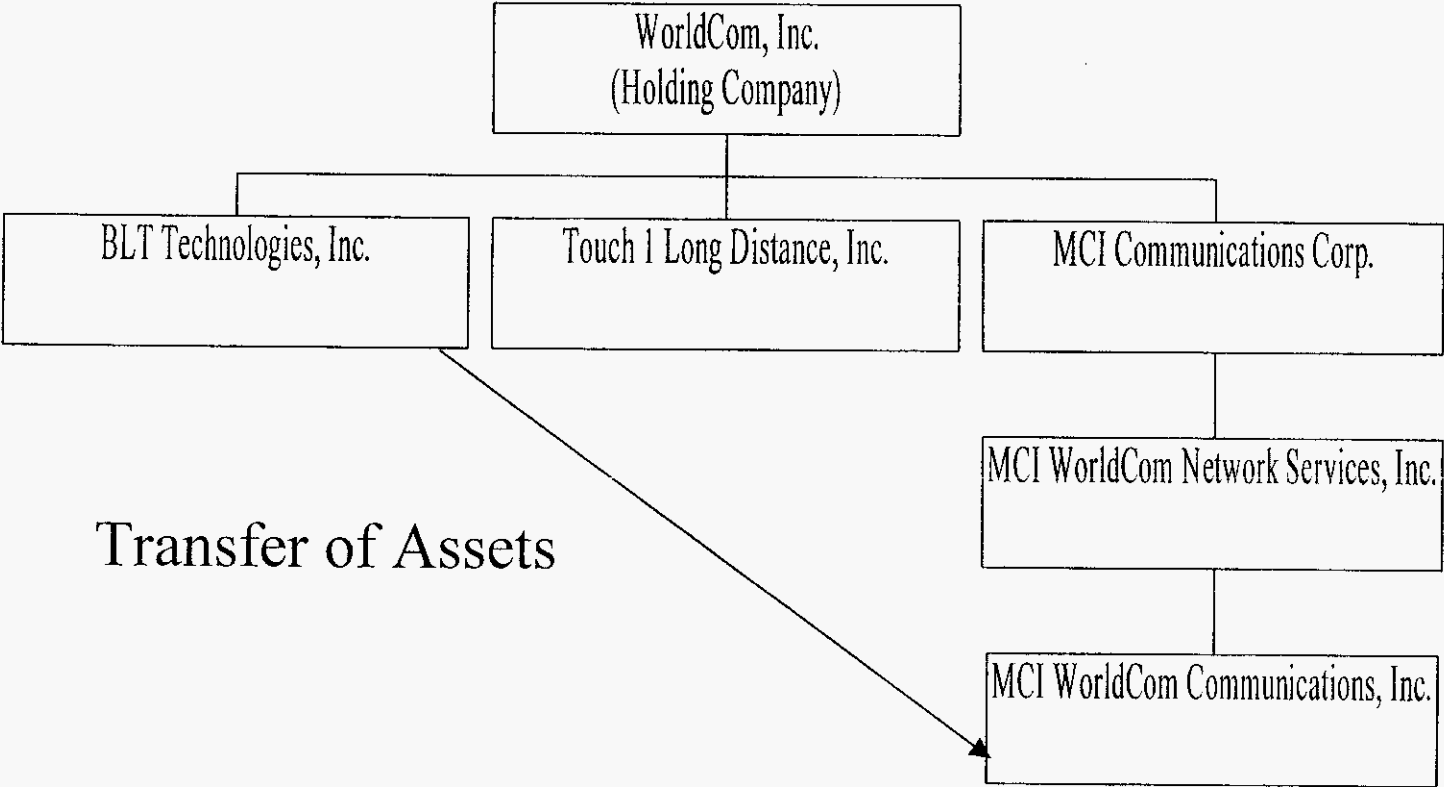 WorldCom, Inc.
(Holding Company)
BLT Technologies, Inc.
Touch 1 Long Distance, Inc.
MCI Communications Corp.
MCI WorldCom Network Services, Inc.
Transfer of Assets
MCI WorldCom Communications, Inc.